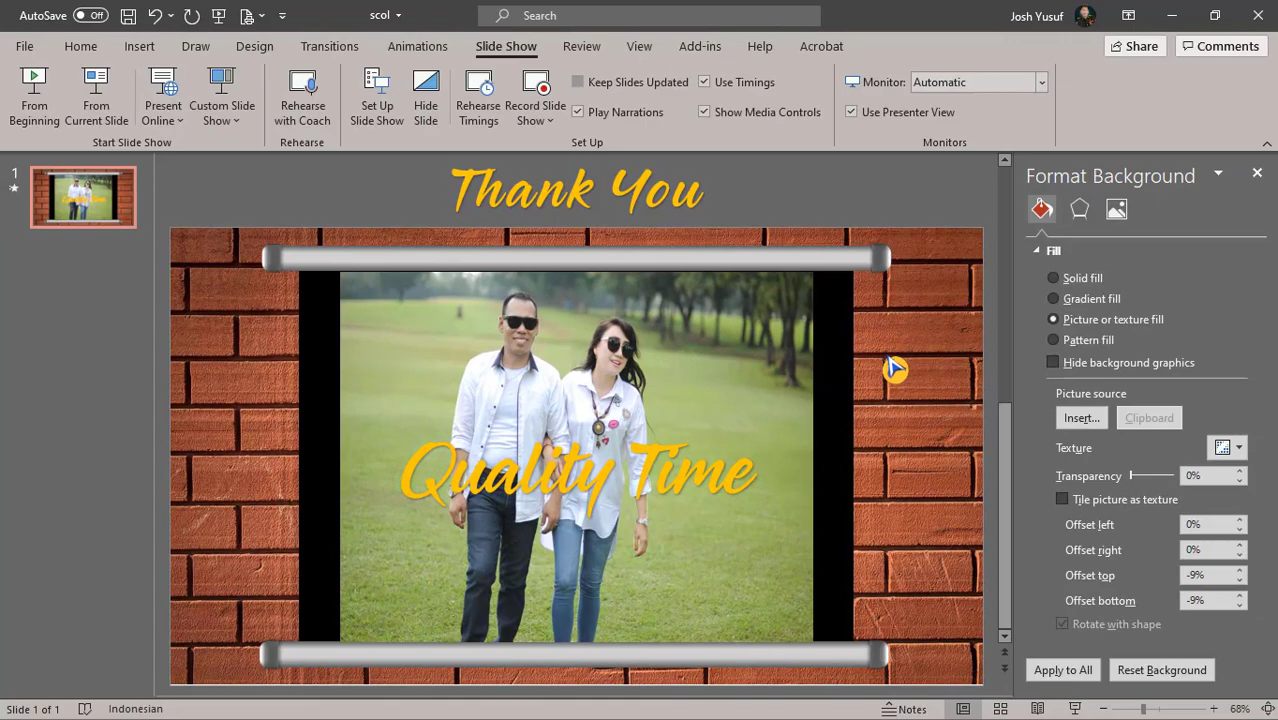 AutoSave Off scol Search Josh Yusuf
File Home Insert Draw Design Transitions Animations Slide Show Review View Add-ins Help Acrobat Share Comments
From Beginning
From Current Slide
Present Online
Custom Slide Show
Start Slide Show
Rehearse with Coach
Rehearse
Set Up Slide Show
Hide Slide
Rehearse Timings
Record Slide Show
Keep Slides Updated
Play Narrations
Use Timings
Show Media Controls
Set Up
Monitor: Automatic
Use Presenter View
Monitors
1
Thank You
Quality Time
Format Background
Fill
Solid fill
Gradient fill
Picture or texture fill
Pattern fill
Hide background graphics
Picture source
Insert... Clipboard
Texture
Transparency 0%
Tile picture as texture
Offset left 0%
Offset right 0%
Offset top -9%
Offset bottom -9%
Rotate with shape
Apply to All Reset Background
Slide 1 of 1 Indonesian Notes 68%